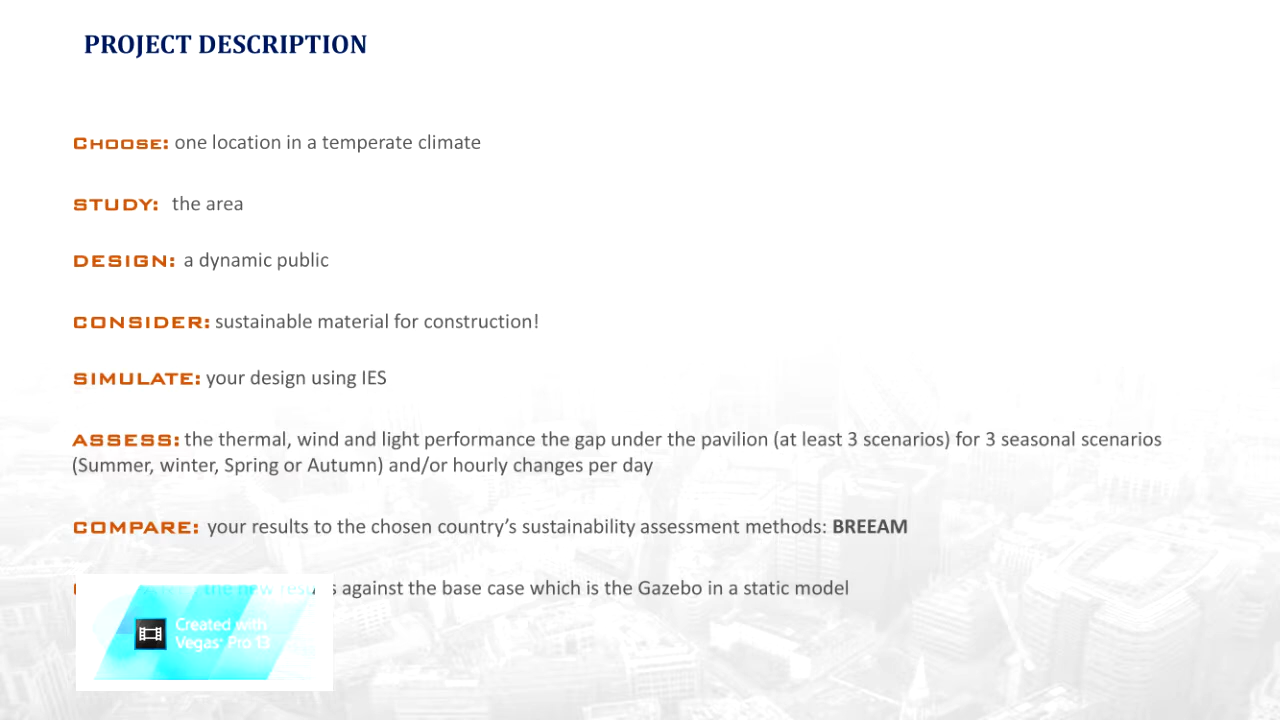 PROJECT DESCRIPTION
CHOOSE: one location in a temperate climate
STUDY: the area
DESIGN: a dynamic public
CONSIDER: sustainable material for construction!
SIMULATE: your design using IES
ASSESS: the thermal, wind and light performance the gap under the pavilion (at least 3 scenarios) for 3 seasonal scenarios
(Summer, winter, Spring or Autumn) and/or hourly changes per day
COMPARE: your results to the chosen country's sustainability assessment methods: BREEAM
the new results against the base case which is the Gazebo in a static model
Created with
Vegas® Pro 13